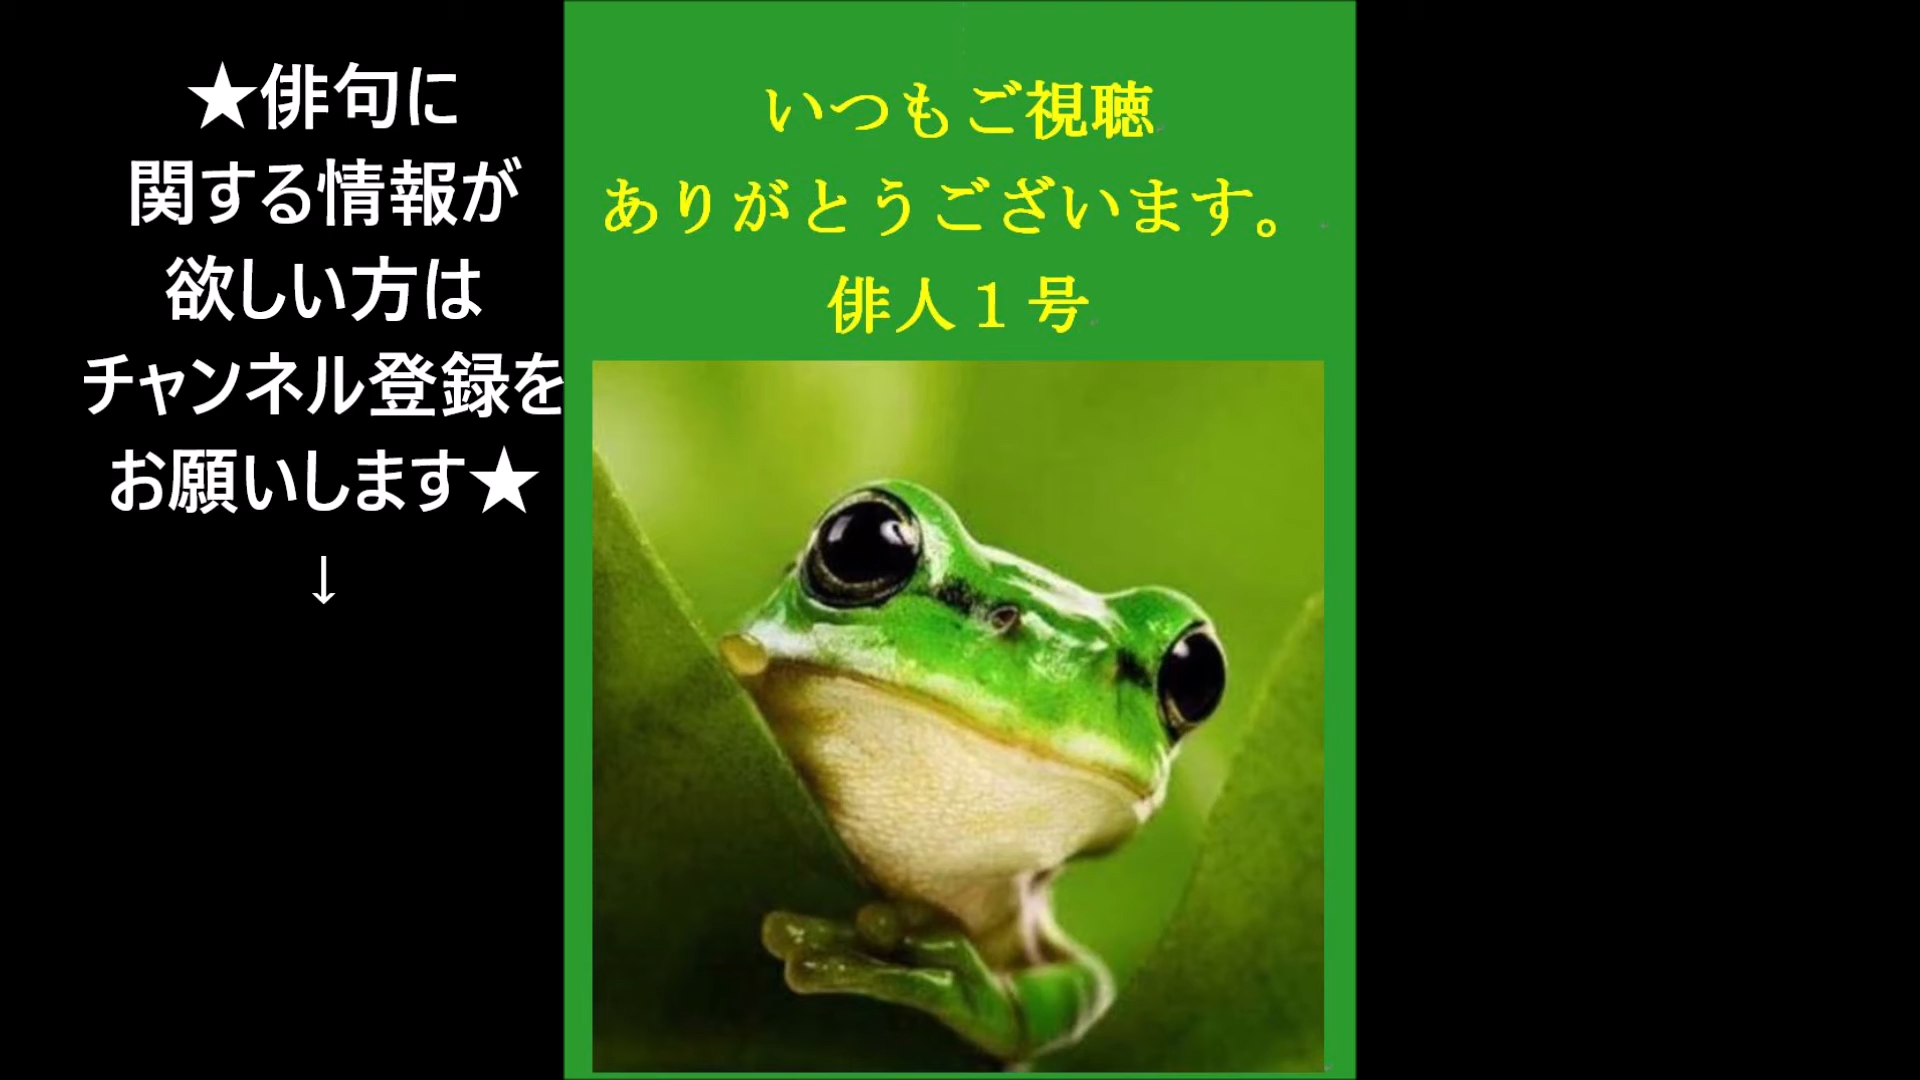 ★俳句に
関する情報が
欲しい方は
チャンネル登録を
お願いします★
↓
いつもご視聴
ありがとうございます。
俳人１号